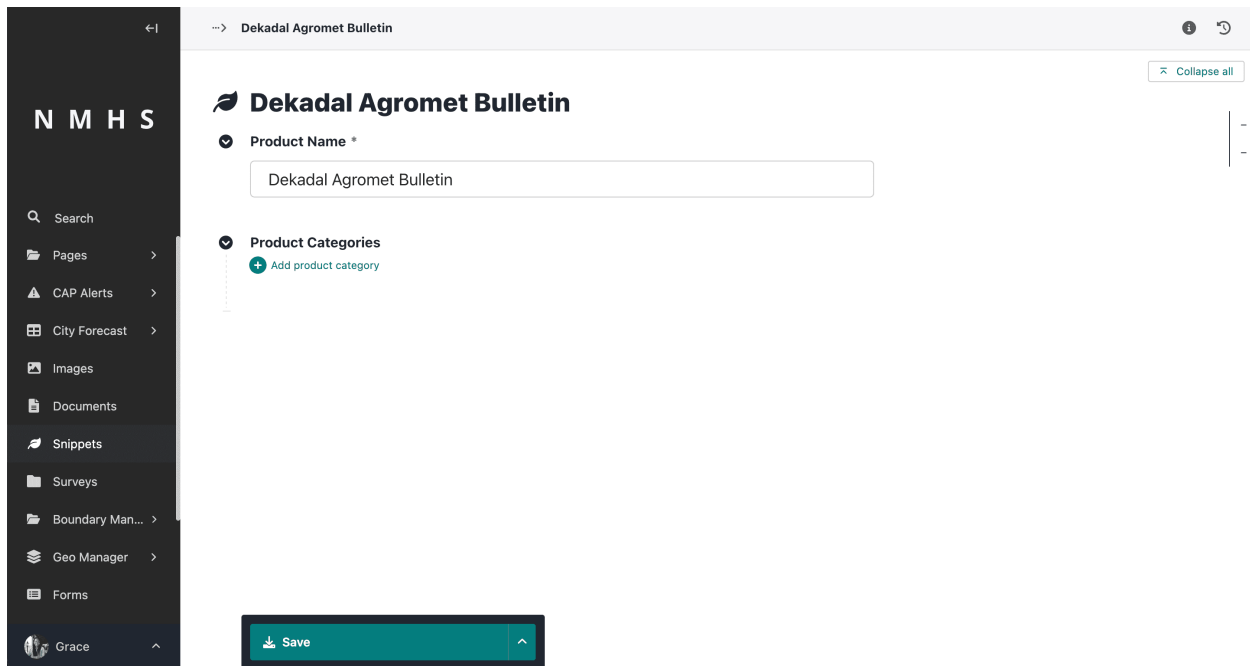 Dekadal Agromet Bulletin
Collapse all
NMHS
Dekadal Agromet Bulletin
Product Name *
Dekadal Agromet Bulletin
Product Categories
Add product category
Search
Pages
CAP Alerts
City Forecast
Images
Documents
Snippets
Surveys
Boundary Man...
Geo Manager
Forms
Grace
Save